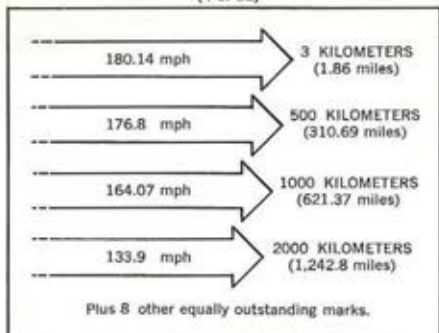 180.14 mph
3 KILOMETERS
(1.86 miles)
176.8 mph
500 KILOMETERS
(310.69 miles)
164.07 mph
1000 KILOMETERS
(621.37 miles)
133.9 mph
2000 KILOMETERS
(1,242.8 miles)
Plus 8 other equally outstanding marks.